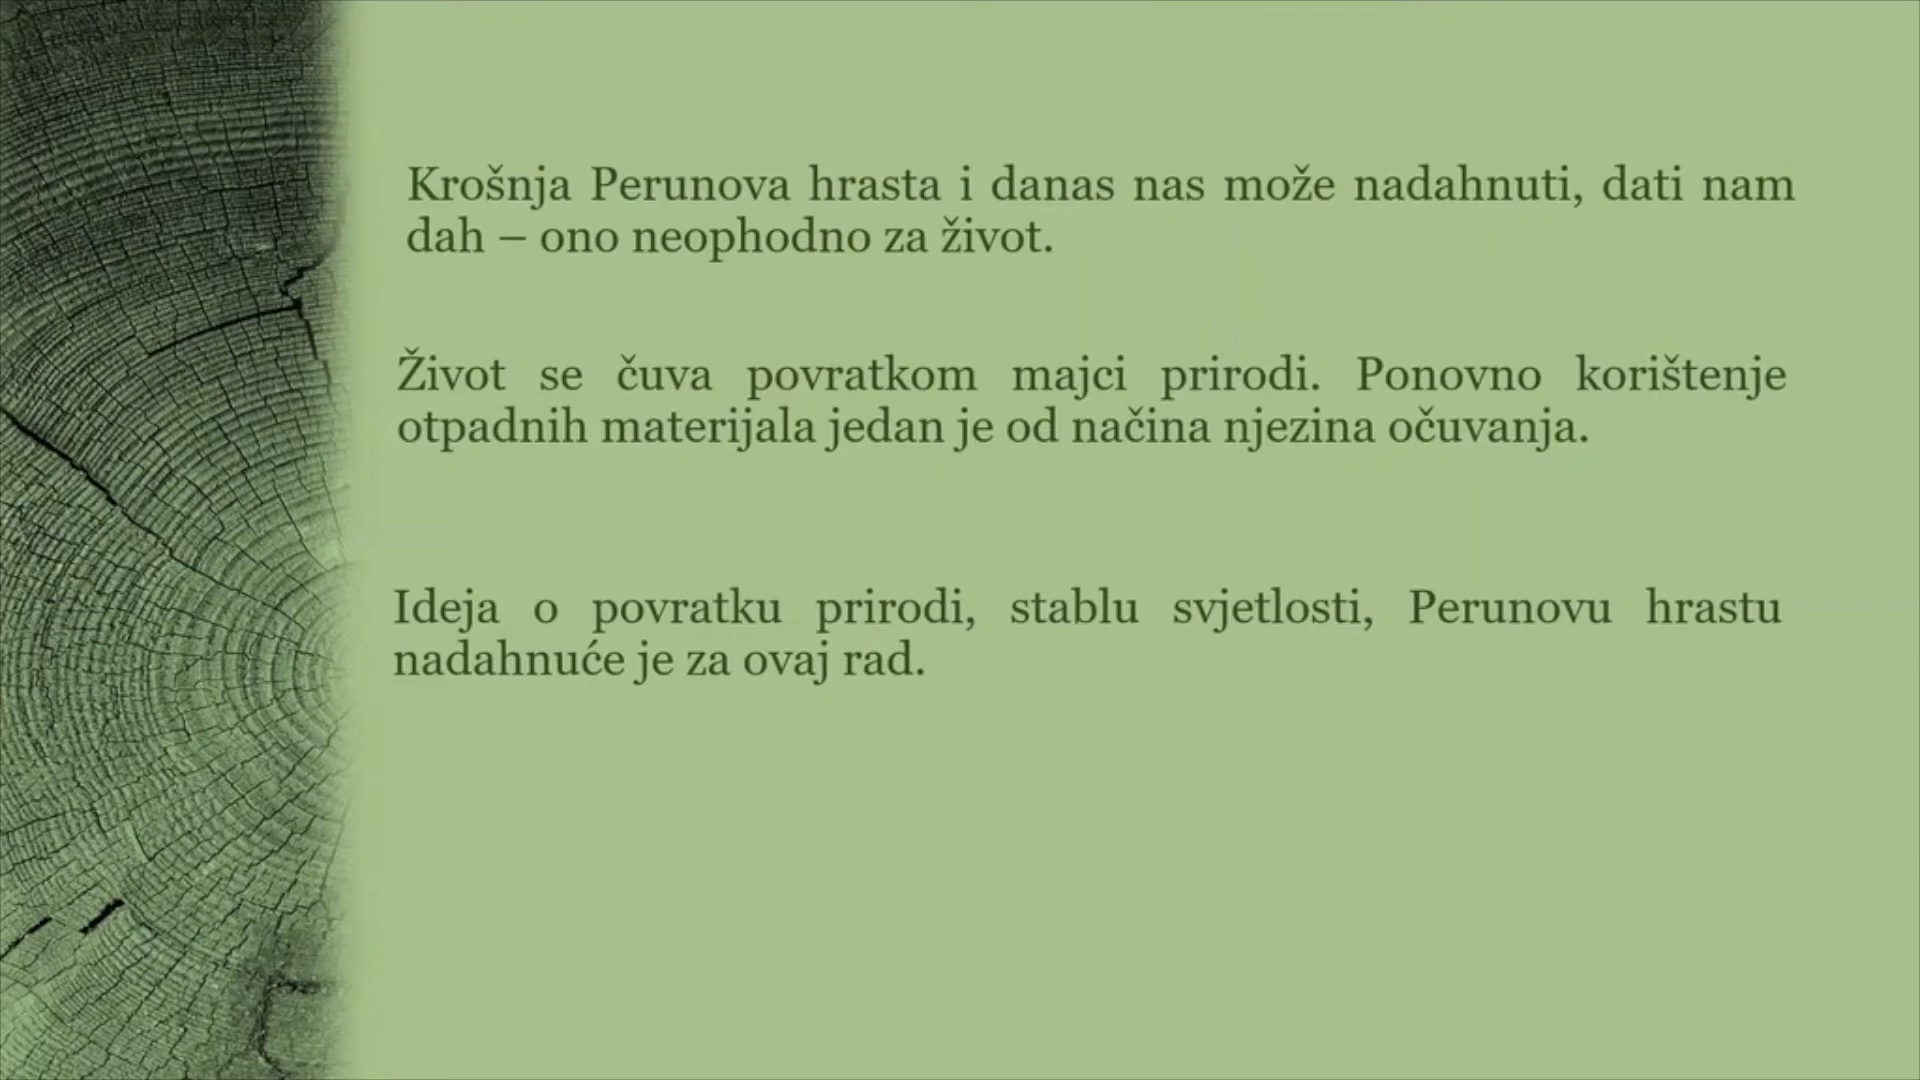 Krošnja Perunova hrasta i danas nas može nadahnuti, dati nam
dah – ono neophodno za život.
Život se čuva povratkom majci prirodi. Ponovno korištenje
otpadnih materijala jedan je od načina njezina očuvanja.
Ideja o povratku prirodi, stablu svjetlosti, Perunovu hrastu
nadahnuće je za ovaj rad.